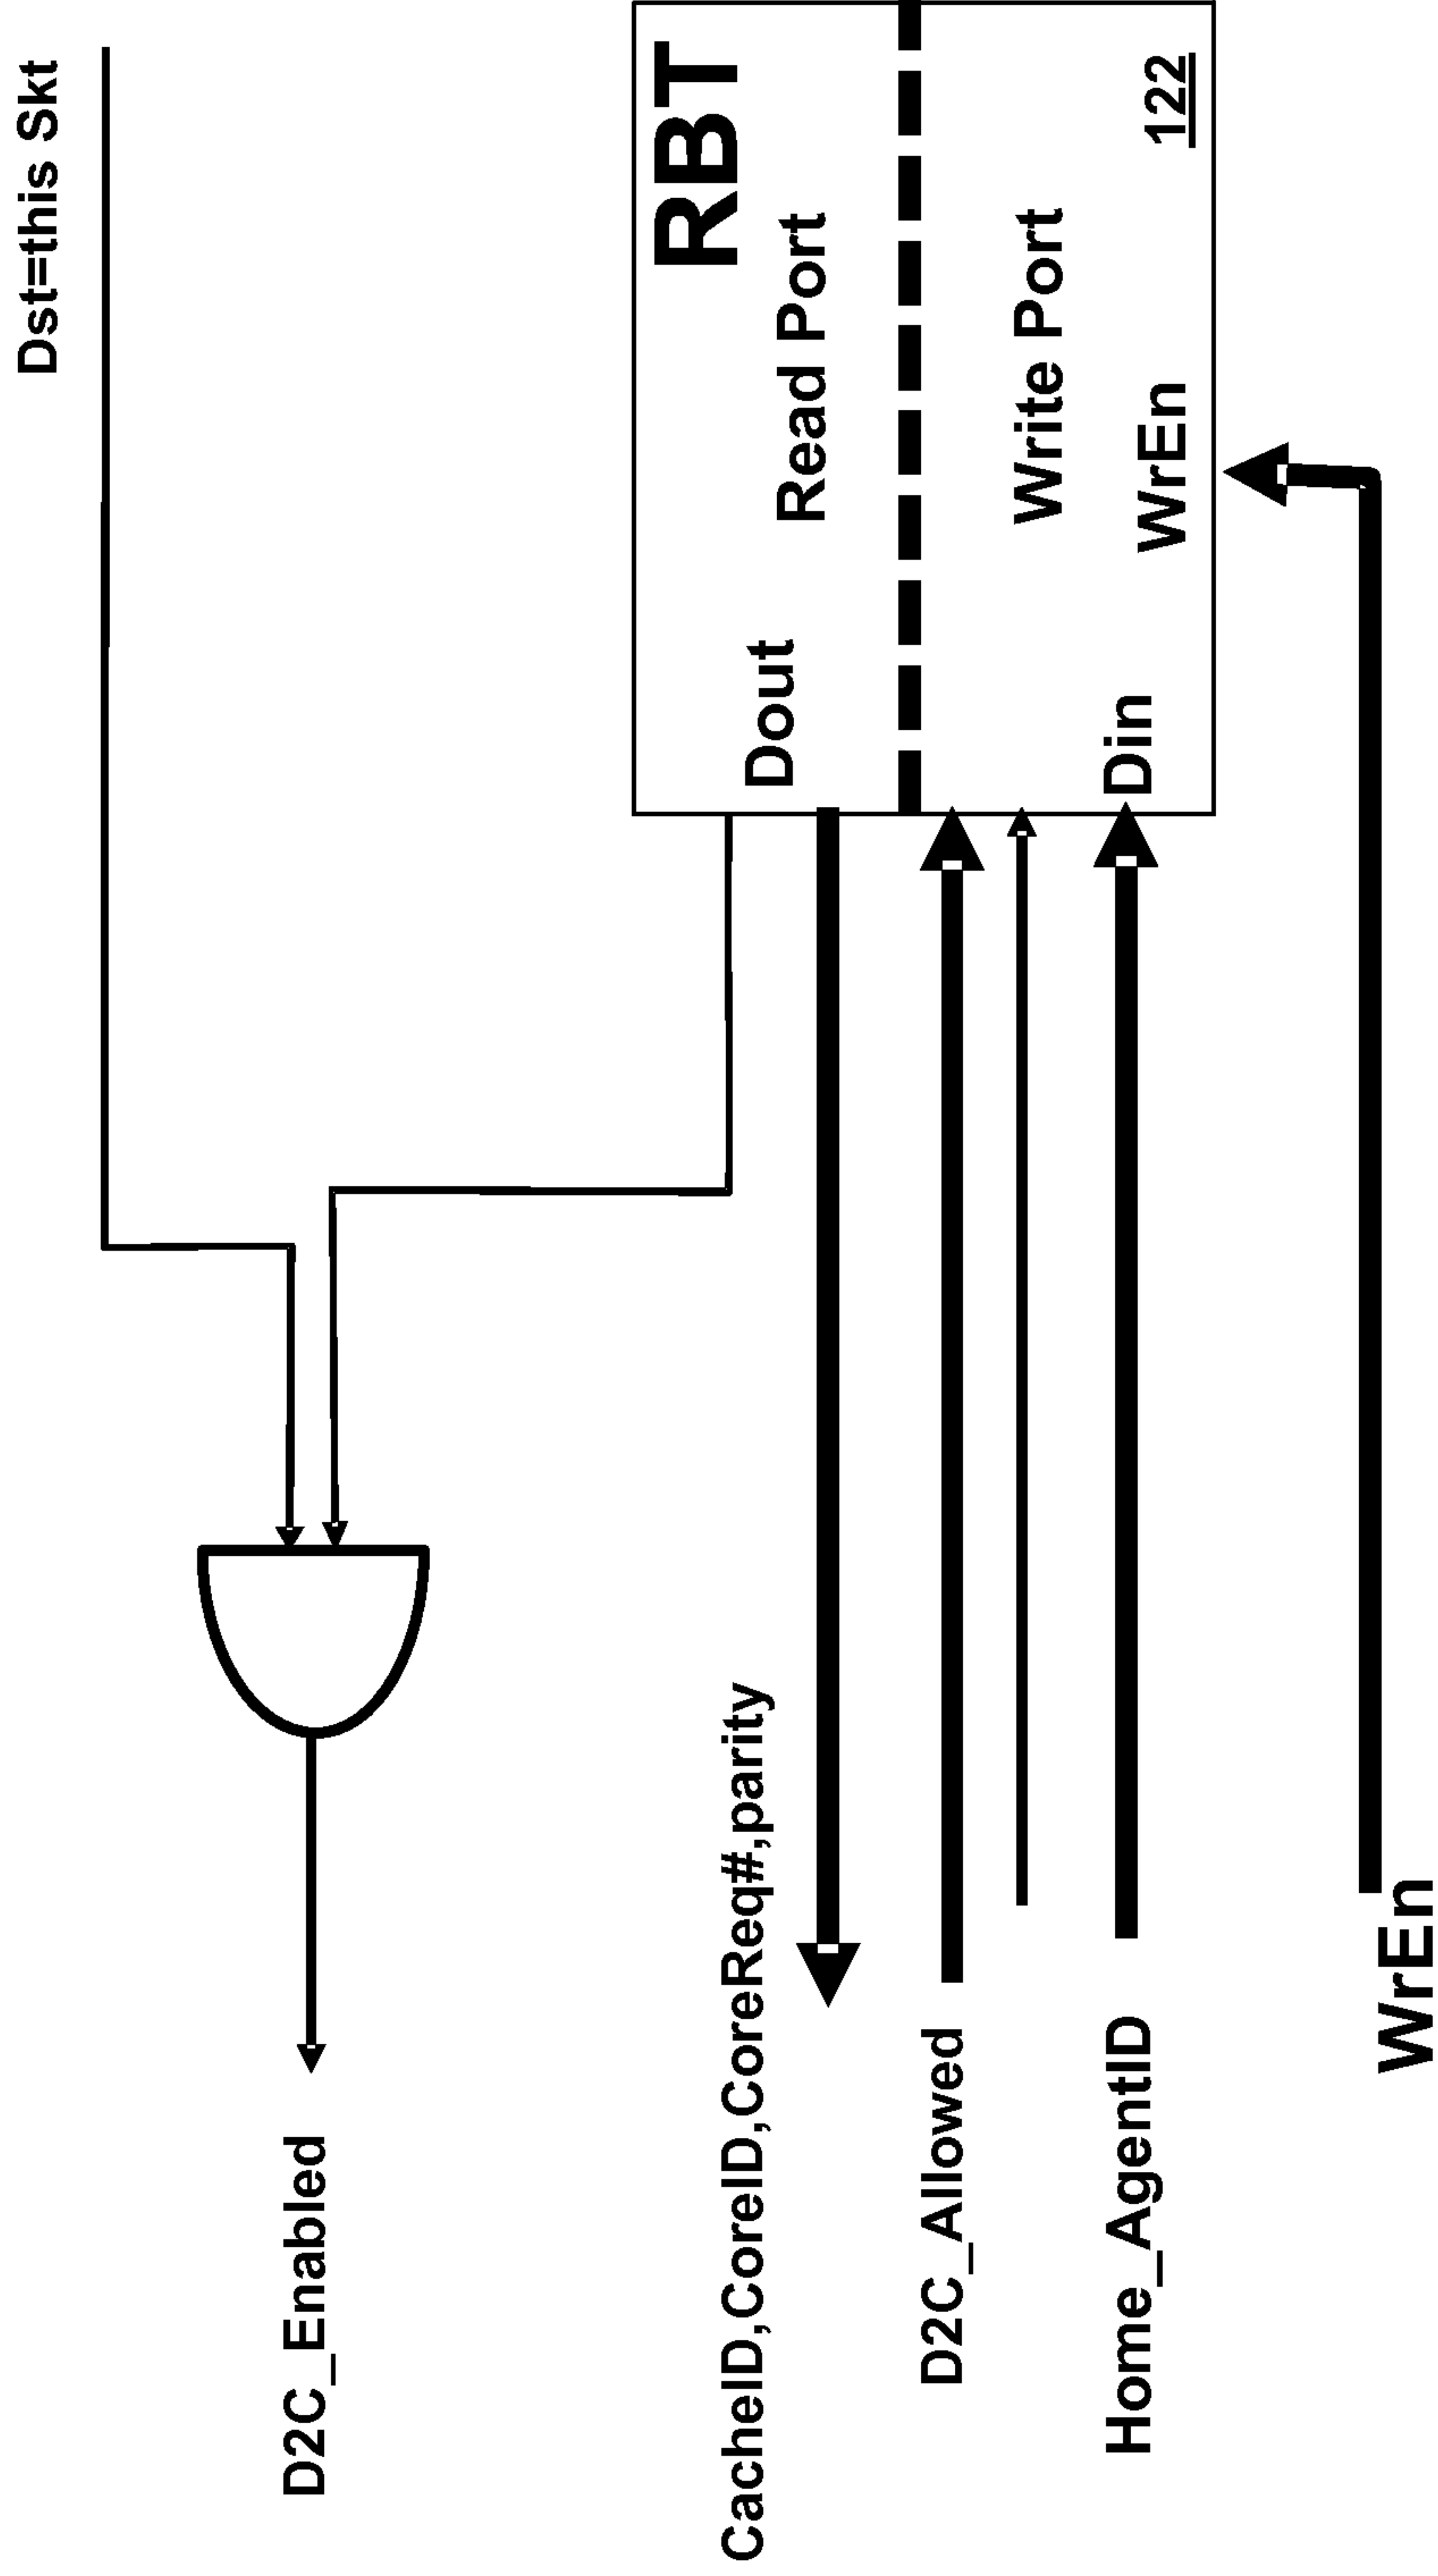 Dst=this Skt
D2C_Enabled
RBT
Read Port
Dout
CacheID,CoreID,CoreReq#,parity
D2C_Allowed
Write Port
Home_AgentID
Din
WrEn
122
WrEn